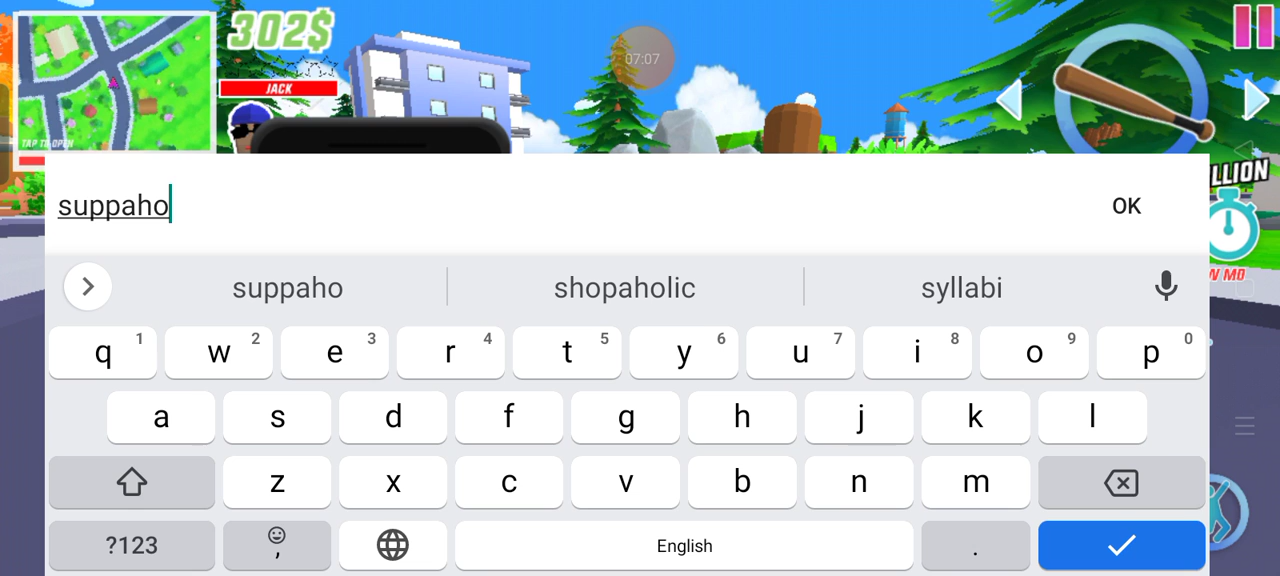 302$
07:07
JACK
TAP TO OPEN
LLION
suppaho
OK
W MO
suppaho
shopaholic
syllabi
q 1 w 2 e 3 r 4 t 5 y 6 u 7 i 8 o 9 p 0
a s d f g h j k l
z x c v b n m
?123 , English .